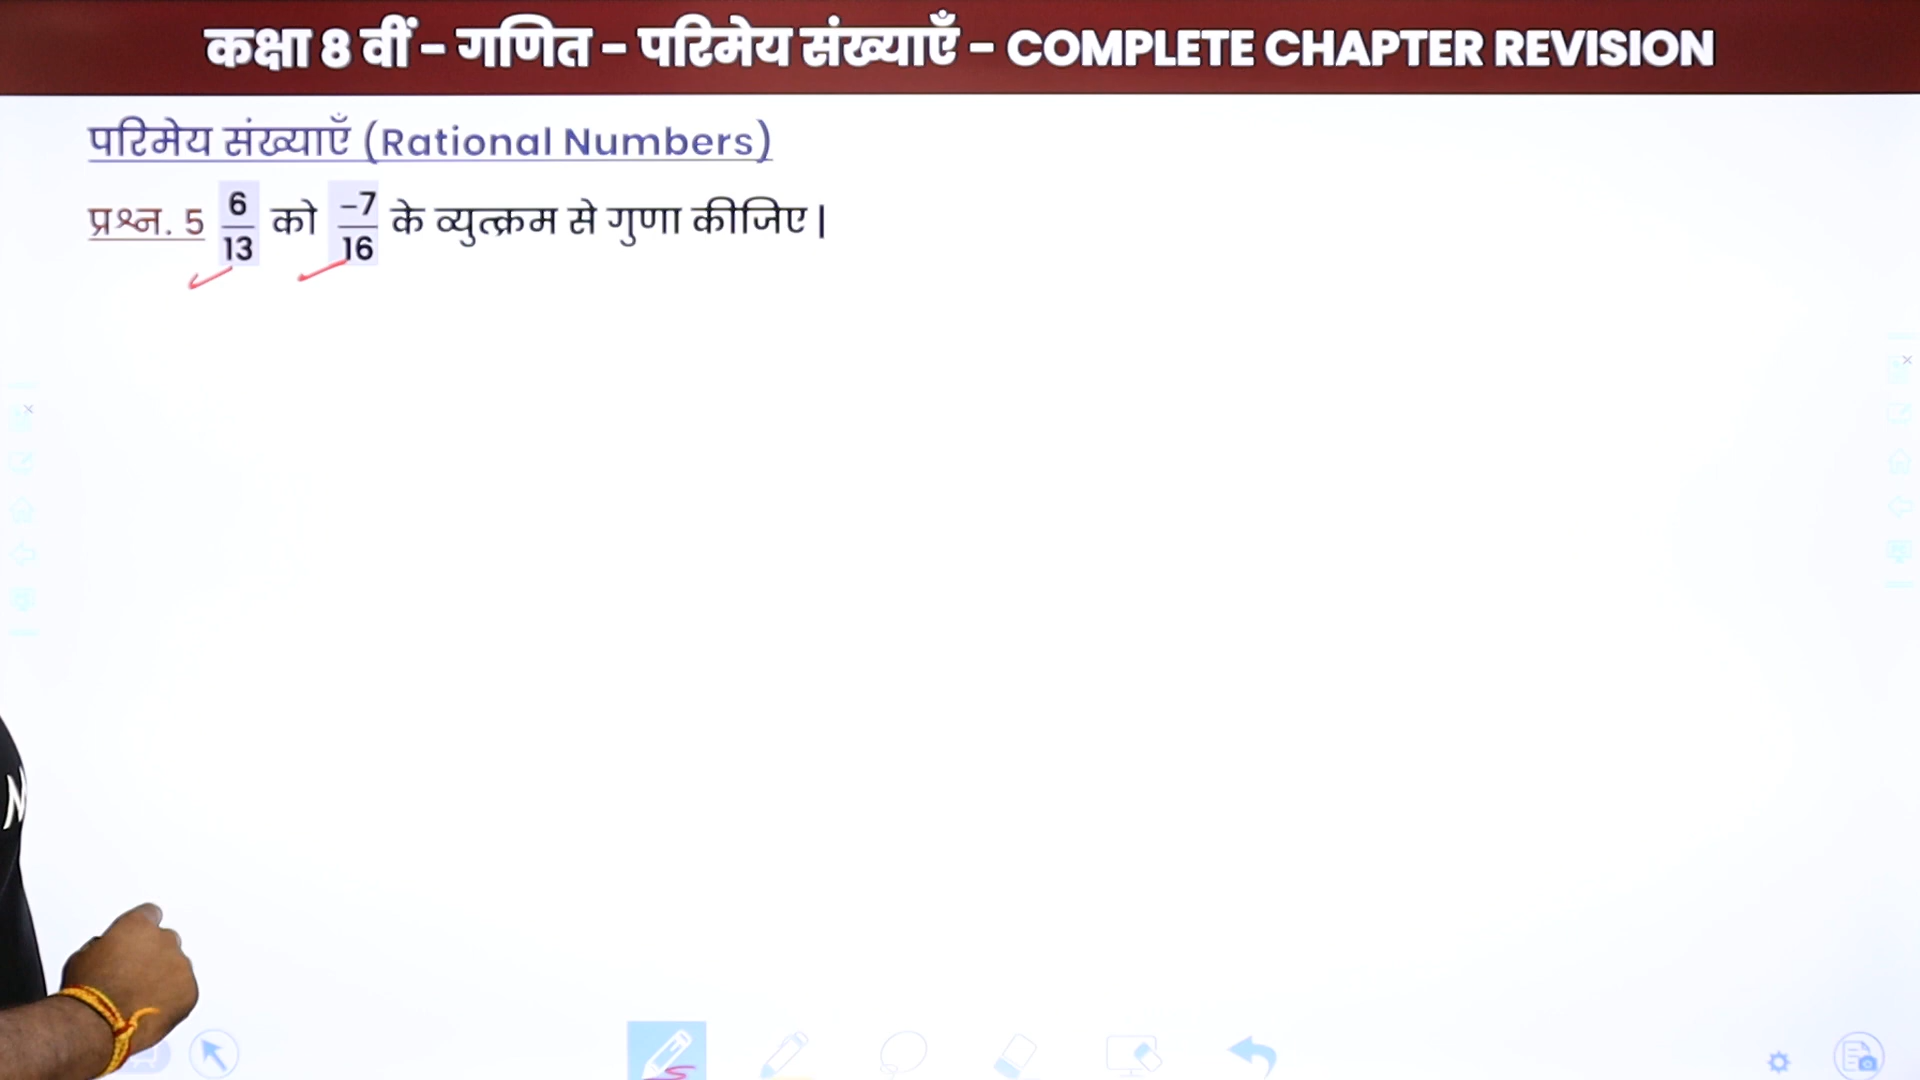 कक्षा 8 वीं – गणित – परिमेय संख्याएँ – COMPLETE CHAPTER REVISION
परिमेय संख्याएँ (Rational Numbers)
प्रश्न. 5 6/13 को –7/16 के व्युत्क्रम से गुणा कीजिए |
N